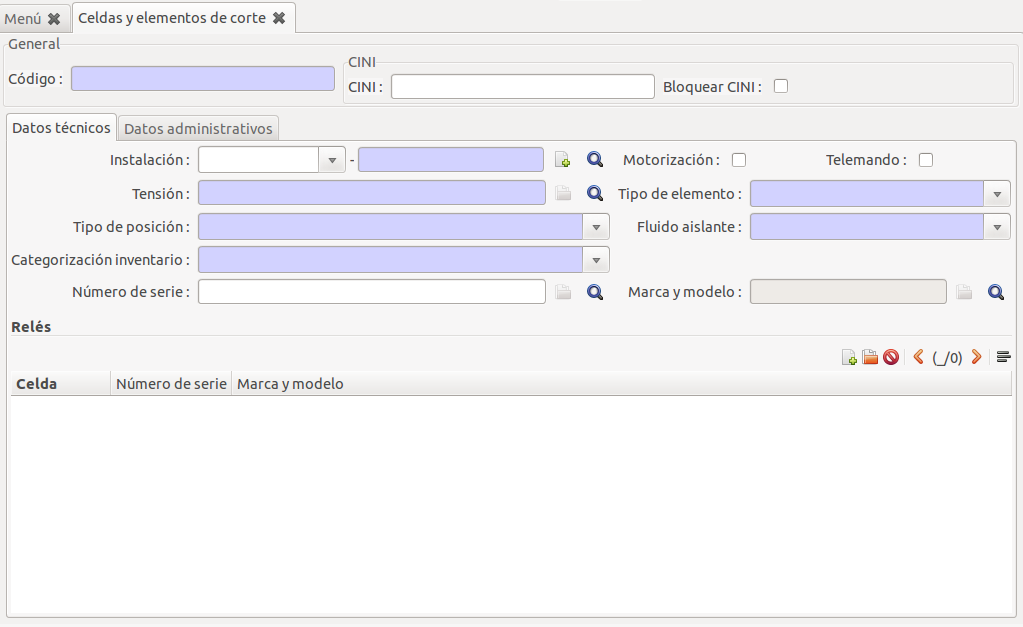 Menú
Celdas y elementos de corte
General
CINI
Código :
CINI :
Bloquear CINI :
Datos técnicos
Datos administrativos
Instalación :
-
Motorización :
Telemando :
Tensión :
Tipo de elemento :
Tipo de posición :
Fluido aislante :
Categorización inventario :
Número de serie :
Marca y modelo :
Relés
(_/0)
Celda
Número de serie
Marca y modelo